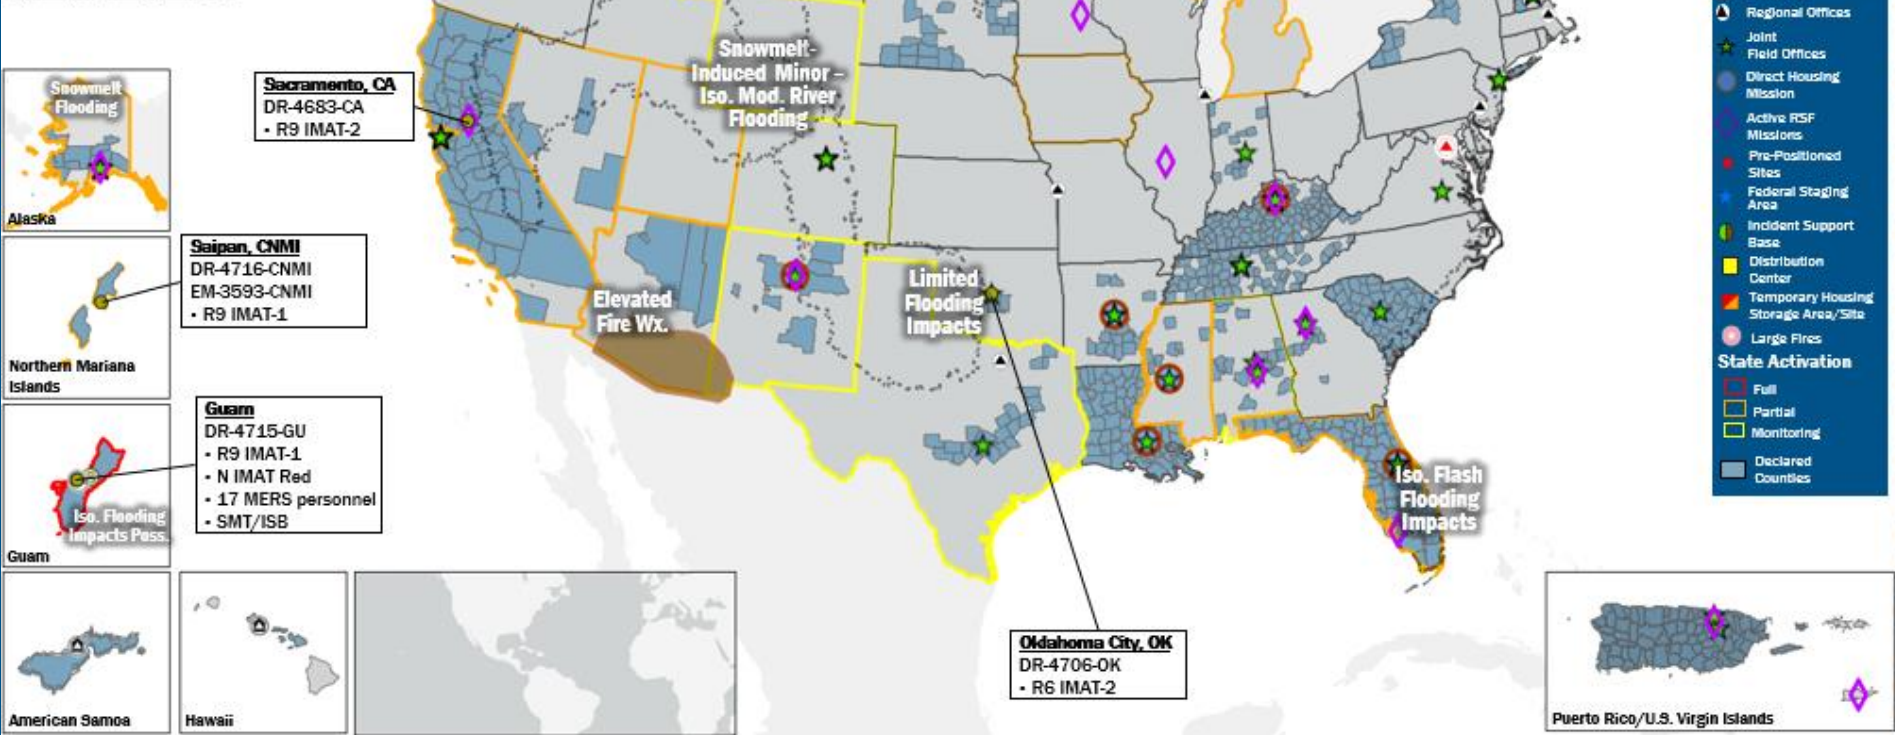 Snowmelt
Flooding
Alaska
Sacramento, CA
DR-4683-CA
• R9 IMAT-2
Snowmelt-
Induced Minor –
Iso. Mod. River
Flooding
Saipan, CNMI
DR-4716-CNMI
EM-3593-CNMI
• R9 IMAT-1
Northern Mariana
Islands
Elevated
Fire Wx.
Limited
Flooding
Impacts
Guam
DR-4715-GU
• R9 IMAT-1
• N IMAT Red
• 17 MERS personnel
• SMT/ISB
Iso. Flooding
Impacts Poss.
Guam
Iso. Flash
Flooding
Impacts
American Samoa
Hawaii
Oklahoma City, OK
DR-4706-OK
• R6 IMAT-2
Puerto Rico/U.S. Virgin Islands
Regional Offices
Joint
Field Offices
Direct Housing
Mission
Active RSF
Missions
Pre-Positioned
Sites
Federal Staging
Area
Incident Support
Base
Distribution
Center
Temporary Housing
Storage Area/Site
Large Fires
State Activation
Full
Partial
Monitoring
Declared
Counties